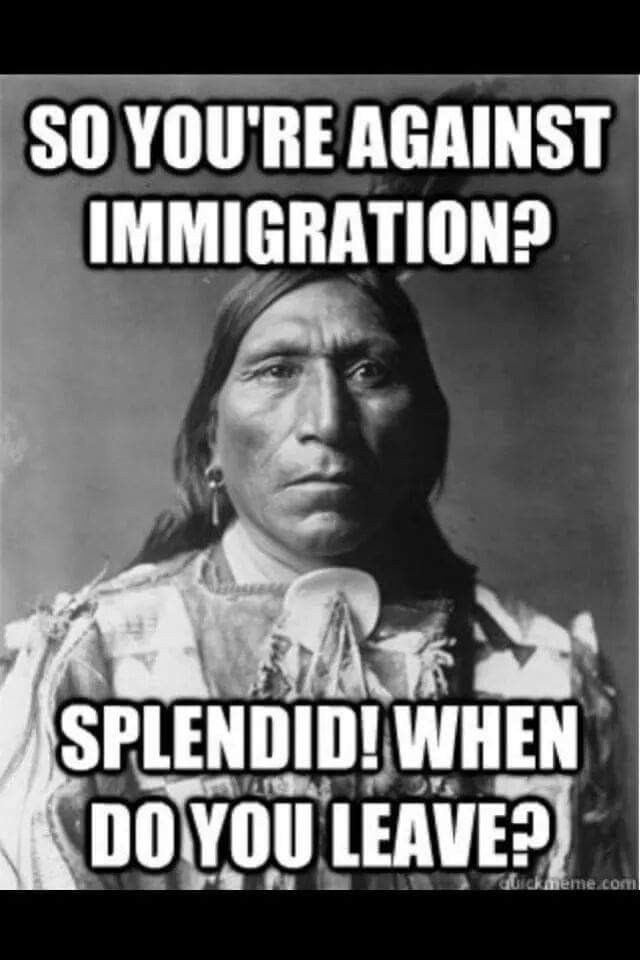 SO YOU'RE AGAINST
IMMIGRATION?
SPLENDID! WHEN
DO YOU LEAVE?
quickmeme.com